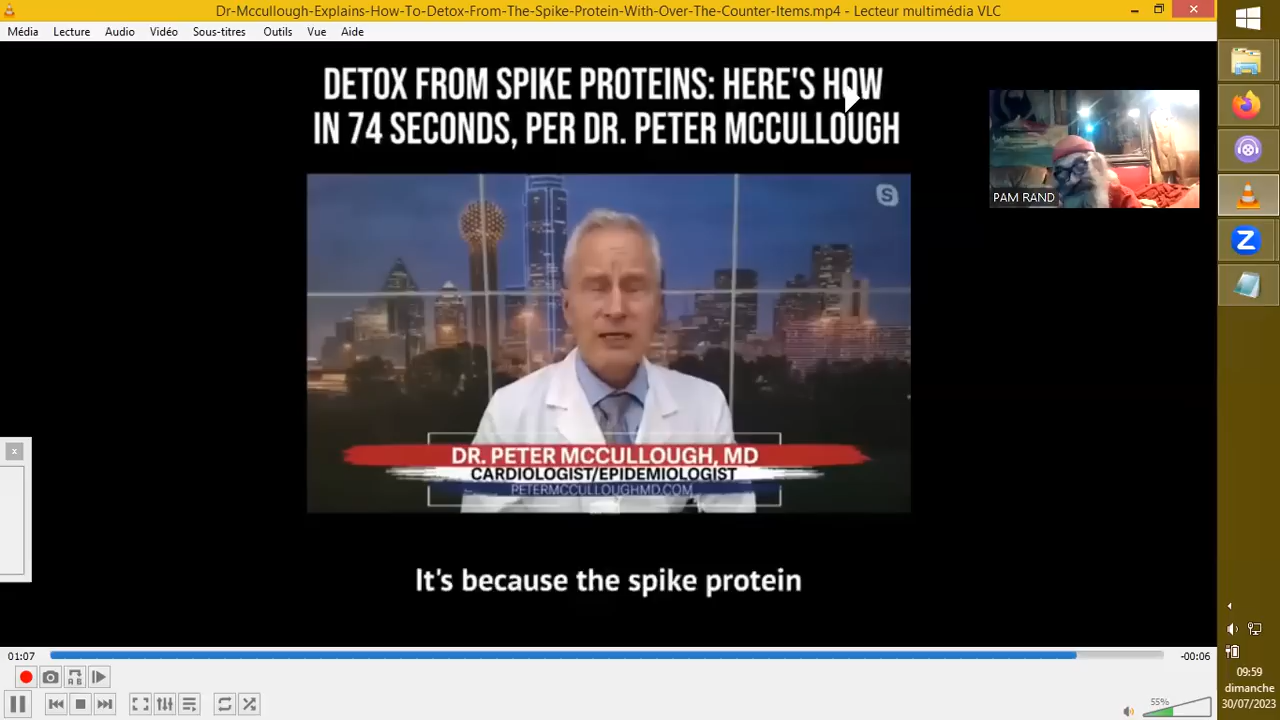 Dr-Mccullough-Explains-How-To-Detox-From-The-Spike-Protein-With-Over-The-Counter-Items.mp4 - Lecteur multimédia VLC
Média Lecture Audio Vidéo Sous-titres Outils Vue Aide
DETOX FROM SPIKE PROTEINS: HERE'S HOW
IN 74 SECONDS, PER DR. PETER MCCULLOUGH
S
PAM RAND
DR. PETER MCCULLOUGH, MD
CARDIOLOGIST/EPIDEMIOLOGIST
PETERMCCULLOUGHMD.COM
It's because the spike protein
01:07
-00:06
A B
55%
Z
09:59
dimanche
30/07/2023